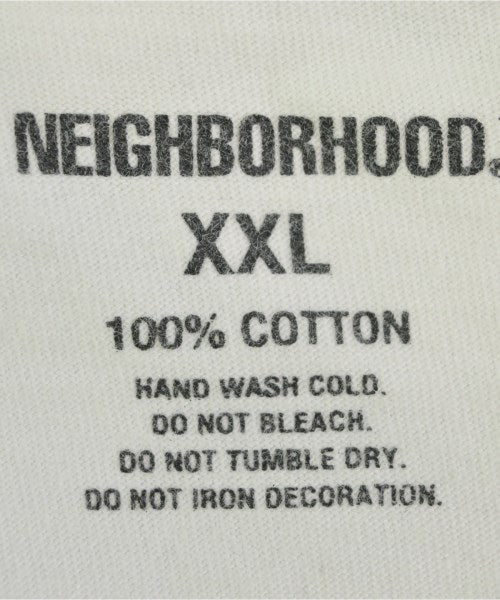 NEIGHBORHOOD.
XXL
100% COTTON
HAND WASH COLD.
DO NOT BLEACH.
DO NOT TUMBLE DRY.
DO NOT IRON DECORATION.